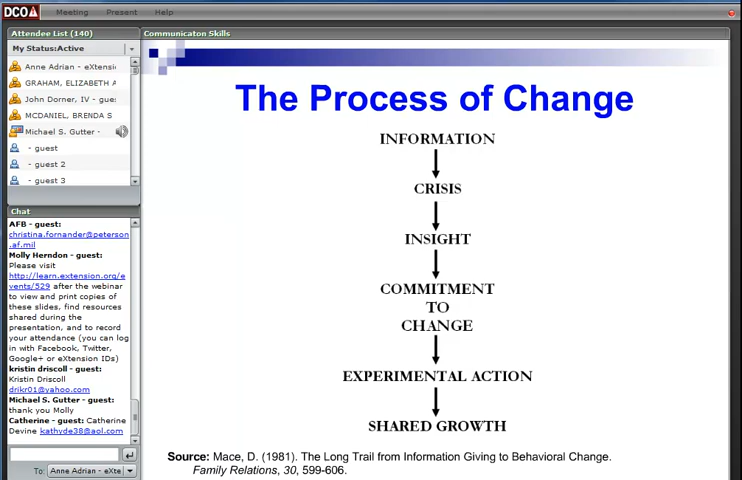 DCO
Meeting Present Help
Attendee List (140)
My Status:Active
Anne Adrian - eXtensi
GRAHAM, ELIZABETH A
John Dorner, IV - gue
MCDANIEL, BRENDA S
Michael S. Gutter -
- guest
- guest 2
- guest 3
Chat
AFB - guest:
christina.fornander@peterson
.af.mil
Molly Herndon - guest:
Please visit
http://learn.extension.org/e
vents/529 after the webinar
to view and print copies of
these slides, find resources
shared during the
presentation, and to record
your attendance (you can log
in with Facebook, Twitter,
Google+ or eXtension IDs)
kristin driscoll - guest:
Kristin Driscoll
drikr01@yahoo.com
Michael S. Gutter - guest:
thank you Molly
Catherine - guest: Catherine
Devine kathyde38@aol.com
To: Anne Adrian - eXte
Communicaton Skills
The Process of Change
INFORMATION
CRISIS
INSIGHT
COMMITMENT
TO
CHANGE
EXPERIMENTAL ACTION
SHARED GROWTH
Source: Mace, D. (1981). The Long Trail from Information Giving to Behavioral Change.
Family Relations, 30, 599-606.